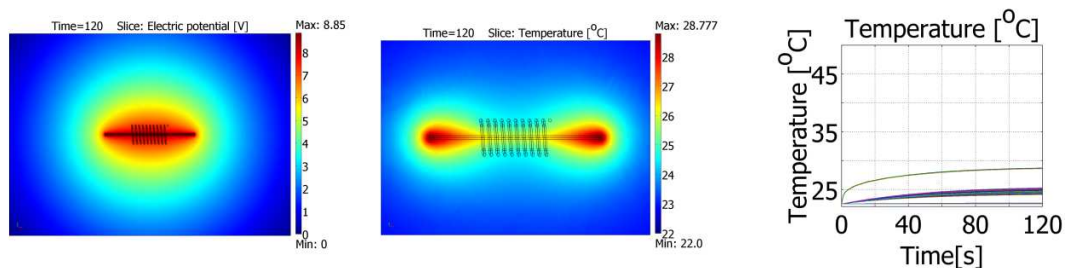 Time=120 Slice: Electric potential [V]
Max: 8.85
8
7
6
5
4
3
2
1
0
Min: 0
Time=120 Slice: Temperature [°C]
Max: 28.777
28
27
26
25
24
23
22
Min: 22.0
Temperature [°C]
Temperature [°C]
45
35
25
0 40 80 120
Time[s]